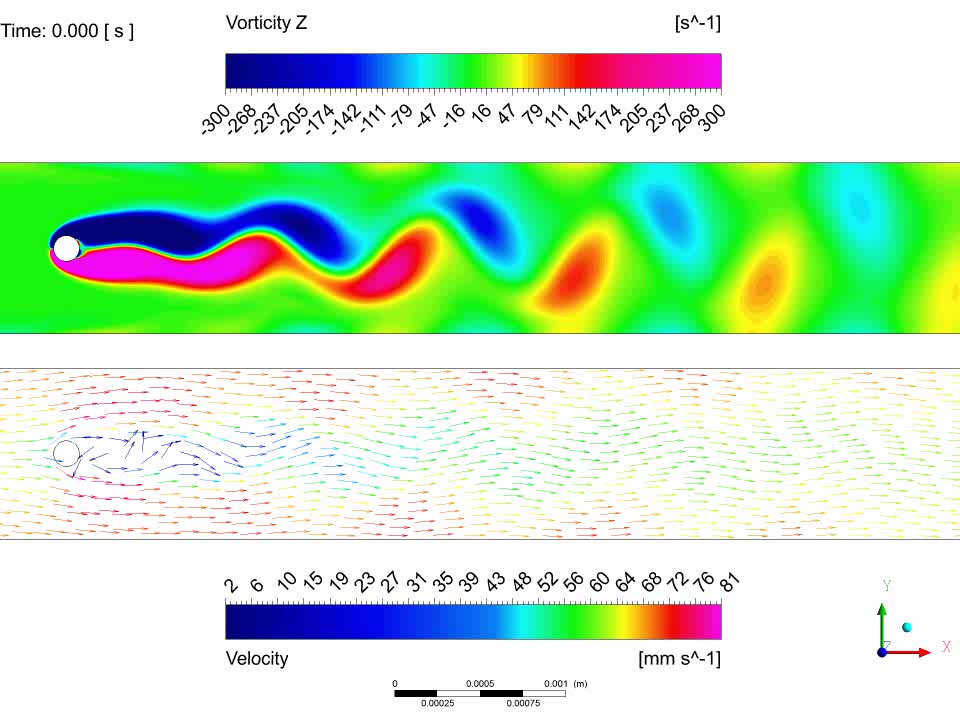 Time: 0.000 [ s ]
Vorticity Z [s^-1]
-300 -268 -237 -205 -174 -142 -111 -79 -47 -16 16 47 79 111 142 174 205 237 268 300
2 6 10 15 19 23 27 31 35 39 43 48 52 56 60 64 68 72 76 81
Velocity [mm s^-1]
Y
Z X
0 0.0005 0.001 (m)
0.00025 0.00075